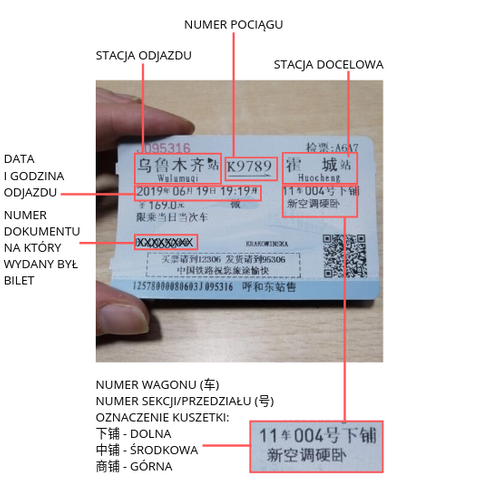 NUMER POCIĄGU
STACJA ODJAZDU
STACJA DOCELOWA
J095316
检票:A6A7
乌鲁木齐站
K9789
霍 城站
Wulumuqi
Huocheng
DATA
I GODZINA
ODJAZDU
2019年06月19日 19:19开
11车004号下铺
¥169.0元
微
新空调硬卧
限乘当日当次车
NUMER
DOKUMENTU
NA KTÓRY
WYDANY BYŁ
BILET
XXXXXXXX
KRAKOWINSKA
买票请到12306 发货请到95306
中国铁路祝您旅途愉快
12578000080603J095316 呼和东站售
NUMER WAGONU (车)
NUMER SEKCJI/PRZEDZIAŁU (号)
OZNACZENIE KUSZETKI:
下铺 - DOLNA
中铺 - ŚRODKOWA
商铺 - GÓRNA
11车004号下铺
新空调硬卧